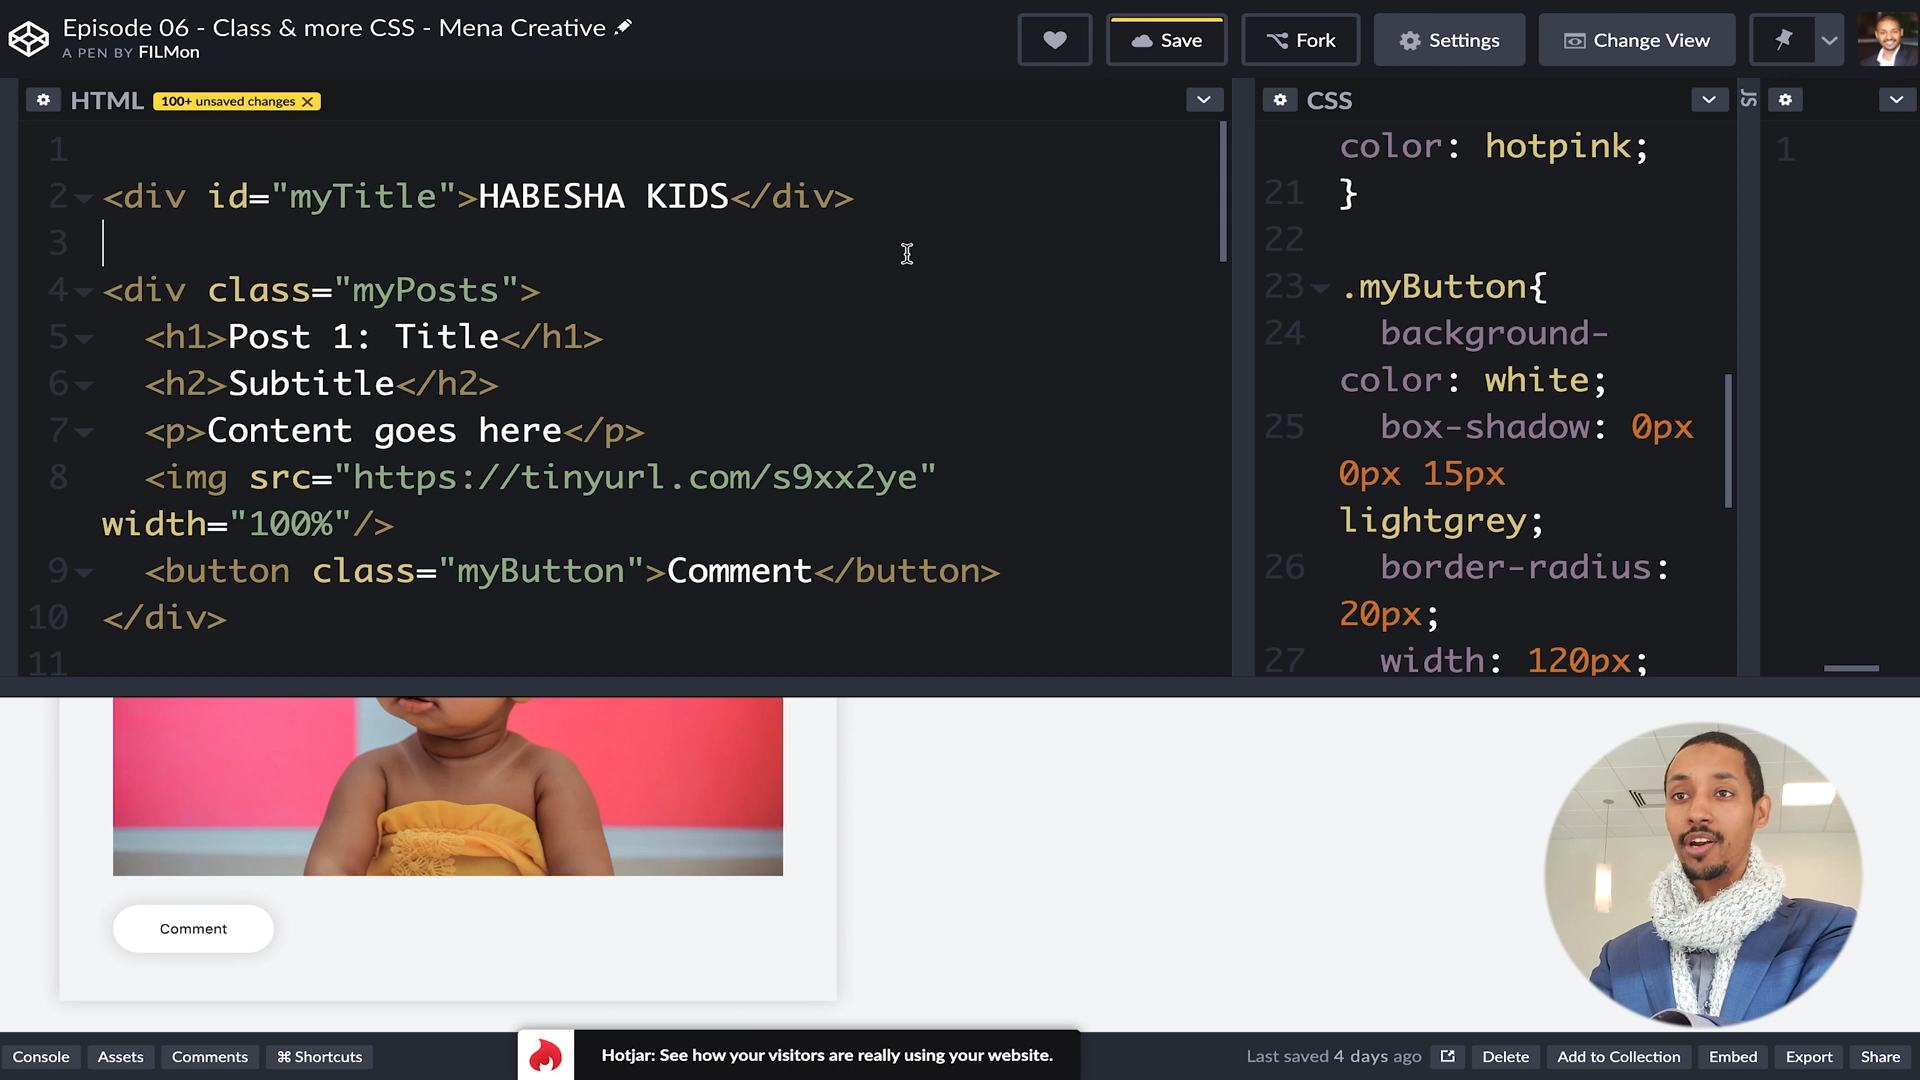 Episode 06 - Class & more CSS - Mena Creative
A PEN BY FILMon
Save
Fork
Settings
Change View
HTML
100+ unsaved changes
CSS
JS
1
2 <div id="myTitle">HABESHA KIDS</div>
3
4 <div class="myPosts">
5 <h1>Post 1: Title</h1>
6 <h2>Subtitle</h2>
7 <p>Content goes here</p>
8 <img src="https://tinyurl.com/s9xx2ye"
width="100%"/>
9 <button class="myButton">Comment</button>
10 </div>
11
color: hotpink;
21 }
22
23 .myButton{
24 background-
color: white;
25 box-shadow: 0px
0px 15px
lightgrey;
26 border-radius:
20px;
27 width: 120px;
1
Comment
Console
Assets
Comments
⌘ Shortcuts
Hotjar: See how your visitors are really using your website.
Last saved 4 days ago
Delete
Add to Collection
Embed
Export
Share